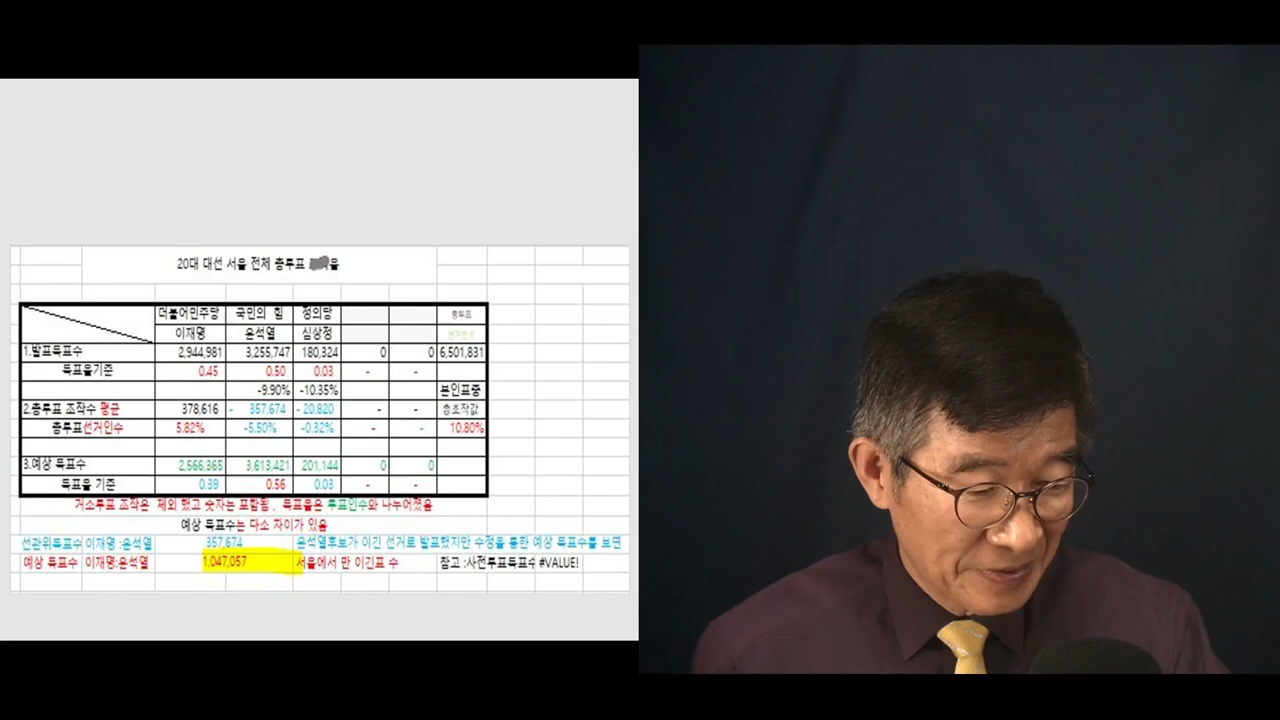 20대 대선 서울 전체 총투표 율
더불어민주당 국민의 힘 정의당 총투표
이재명 윤석열 심상정
1.발표득표수 2,944,981 3,255,747 180,324 0 0 6,501,831
득표율기준 0.45 0.50 0.03 - -
-9.90% -10.35% 본인표중
2.총투표 조작수 평균 378,616 - 357,674 - 20,820 - - 총조작값
총투표선거인수 5.82% -5.50% -0.32% - - 10.80%
3.예상 득표수 2,566,365 3,613,421 201,144 0 0
득표율 기준 0.39 0.56 0.03 - -
거소투표 조작은 제외 했고 숫자는 포함됨 , 득표율은 투표인수와 나누어졌음
예상 득표수는 다소 차이가 있음
선관위득표수 이재명 :윤석열 357,674 윤석열후보가 이긴 선거로 발표했지만 수정을 통한 예상 득표수를 보면
예상 득표수 이재명:윤석열 1,047,057 서울에서 만 이긴표 수 참고 :사전투표득표수 #VALUE!